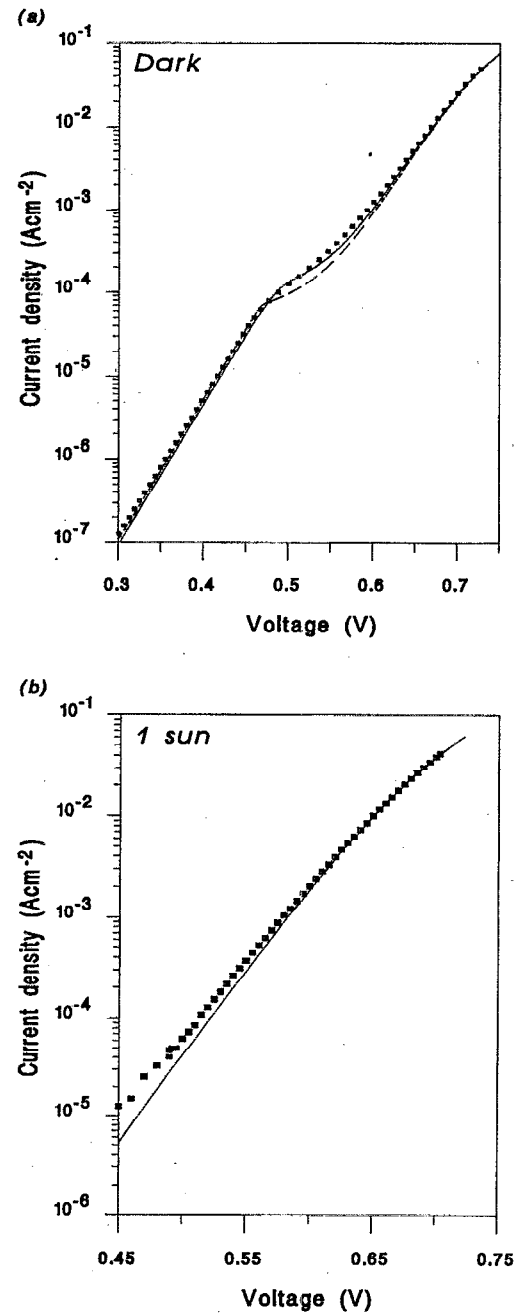 (a)
Dark
10-1
10-2
10-3
10-4
10-5
10-6
10-7
Current density (Acm-2)
0.3 0.4 0.5 0.6 0.7
Voltage (V)
(b)
1 sun
10-1
10-2
10-3
10-4
10-5
10-6
Current density (Acm-2)
0.45 0.55 0.65 0.75
Voltage (V)